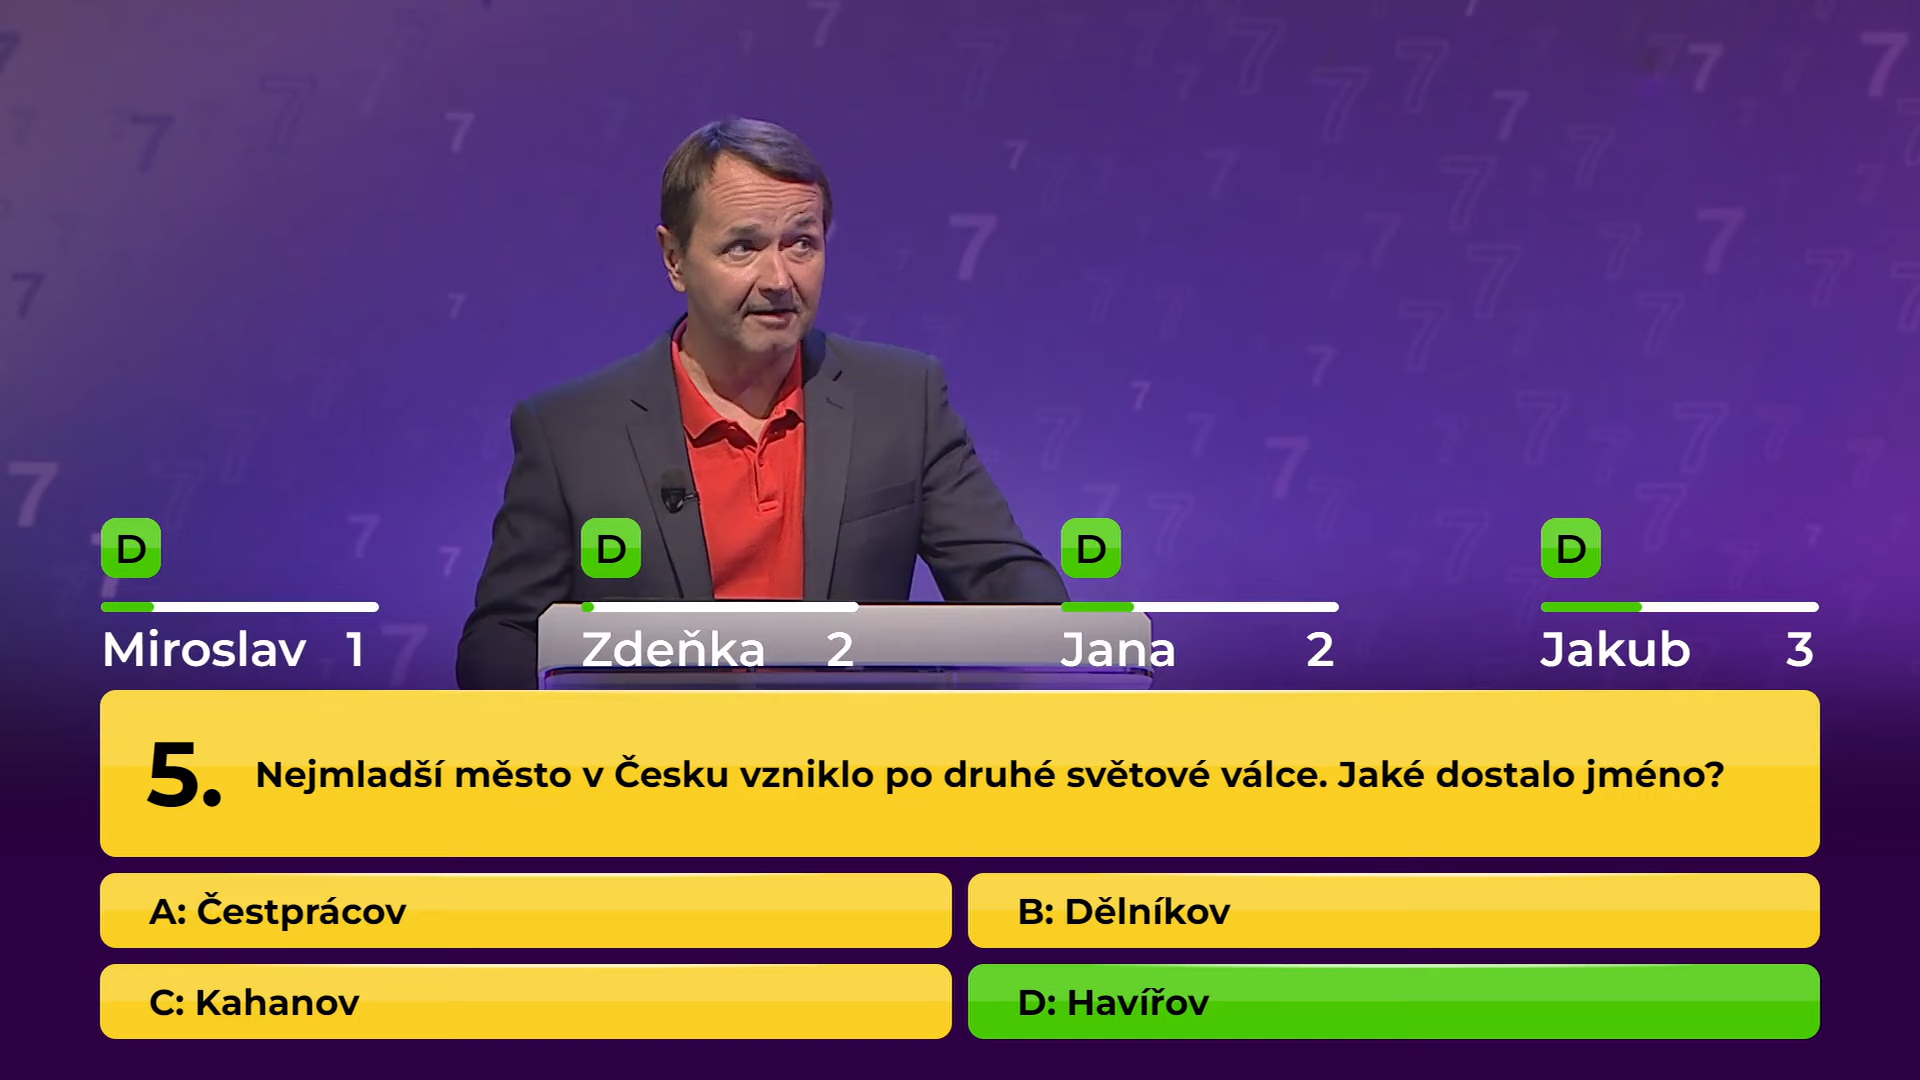 D D D D
Miroslav 1 Zdeňka 2 Jana 2 Jakub 3
5. Nejmladší město v Česku vzniklo po druhé světové válce. Jaké dostalo jméno?
A: Čestprácov
B: Dělníkov
C: Kahanov
D: Havířov